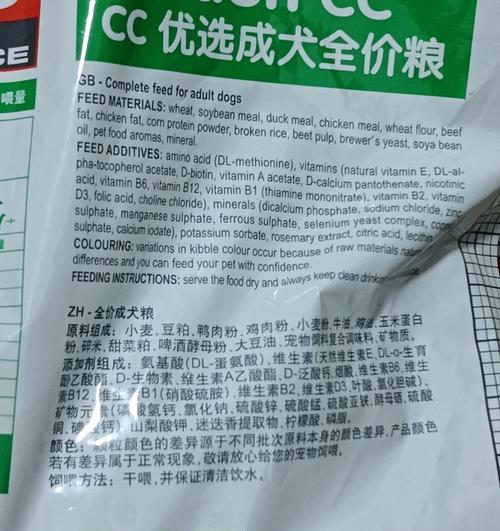 CC
CC 优选成犬全价粮
CE
喂量
GB - Complete feed for adult dogs
FEED MATERIALS: wheat, soybean meal, duck meal, chicken meal, wheat flour, beef
fat, chicken fat, corn protein powder, broken rice, beet pulp, brewer's yeast, soya bean
oil, pet food aromas, mineral.
FEED ADDITIVES: amino acid (DL-methionine), vitamins (natural vitamin E, DL-al-
pha-tocopherol acetate, D-biotin, vitamin A acetate, D-calcium pantothenate, nicotinic
acid, vitamin B6, vitamin B12, vitamin B1 (thiamine mononitrate), vitamin B2, vitamin
D3, folic acid, choline chloride), minerals (dicalcium phosphate, sodium chloride, zinc
sulphate, manganese sulphate, ferrous sulphate, selenium yeast complex, copper
sulphate, calcium iodate), potassium sorbate, rosemary extract, citric acid, lecithin
COLOURING: variations in kibble colour occur because of raw materials
differences and you can feed your pet with confidence.
FEEDING INSTRUCTIONS: serve the food dry and always keep clean
ZH - 全价成犬粮
原料组成：小麦、豆粕、鸭肉粉、鸡肉粉、小麦粉、牛油、鸡油、玉米蛋白
粉、碎米、甜菜粕、啤酒酵母粉、大豆油、宠物饲料复合调味料、矿物质。
添加剂组成：氨基酸（DL-蛋氨酸）、维生素（天然维生素E、DL-α-生育
酚乙酸酯、D-生物素、维生素A乙酸酯、D-泛酸钙、烟酸、维生素B6、维生
素B12、维生素B1（硝酸硫胺）、维生素B2、维生素D3、叶酸、氯化胆碱）、
矿物元素（磷酸氢钙、氯化钠、硫酸锌、硫酸锰、硫酸亚铁、酵母硒、硫酸
铜、碘酸钙）、山梨酸钾、迷迭香提取物、柠檬酸、磷脂。
颜色：颗粒颜色的差异源于不同批次原料本身的颜色差异，产品颜色
若有差异属于正常现象，敬请放心给您的宠物饲喂。
饲喂方法：干喂，并保证清洁饮水。